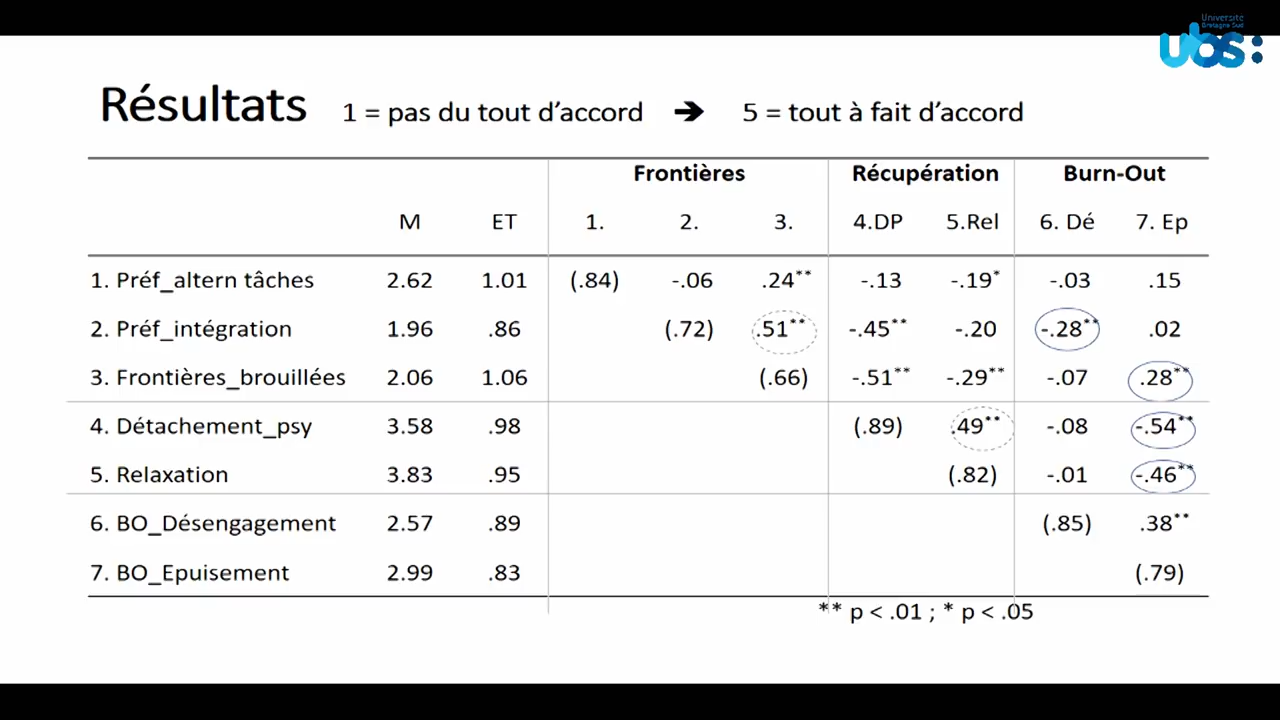 Université
Bretagne Sud
ubs:
Résultats 1 = pas du tout d’accord ➔ 5 = tout à fait d’accord
Frontières Récupération Burn-Out
M ET 1. 2. 3. 4.DP 5.Rel 6. Dé 7. Ep
1. Préf_altern tâches 2.62 1.01 (.84) -.06 .24** -.13 -.19* -.03 .15
2. Préf_intégration 1.96 .86 (.72) .51** -.45** -.20 -.28** .02
3. Frontières_brouillées 2.06 1.06 (.66) -.51** -.29** -.07 .28**
4. Détachement_psy 3.58 .98 (.89) .49** -.08 -.54**
5. Relaxation 3.83 .95 (.82) -.01 -.46**
6. BO_Désengagement 2.57 .89 (.85) .38**
7. BO_Epuisement 2.99 .83 (.79)
** p < .01 ; * p < .05